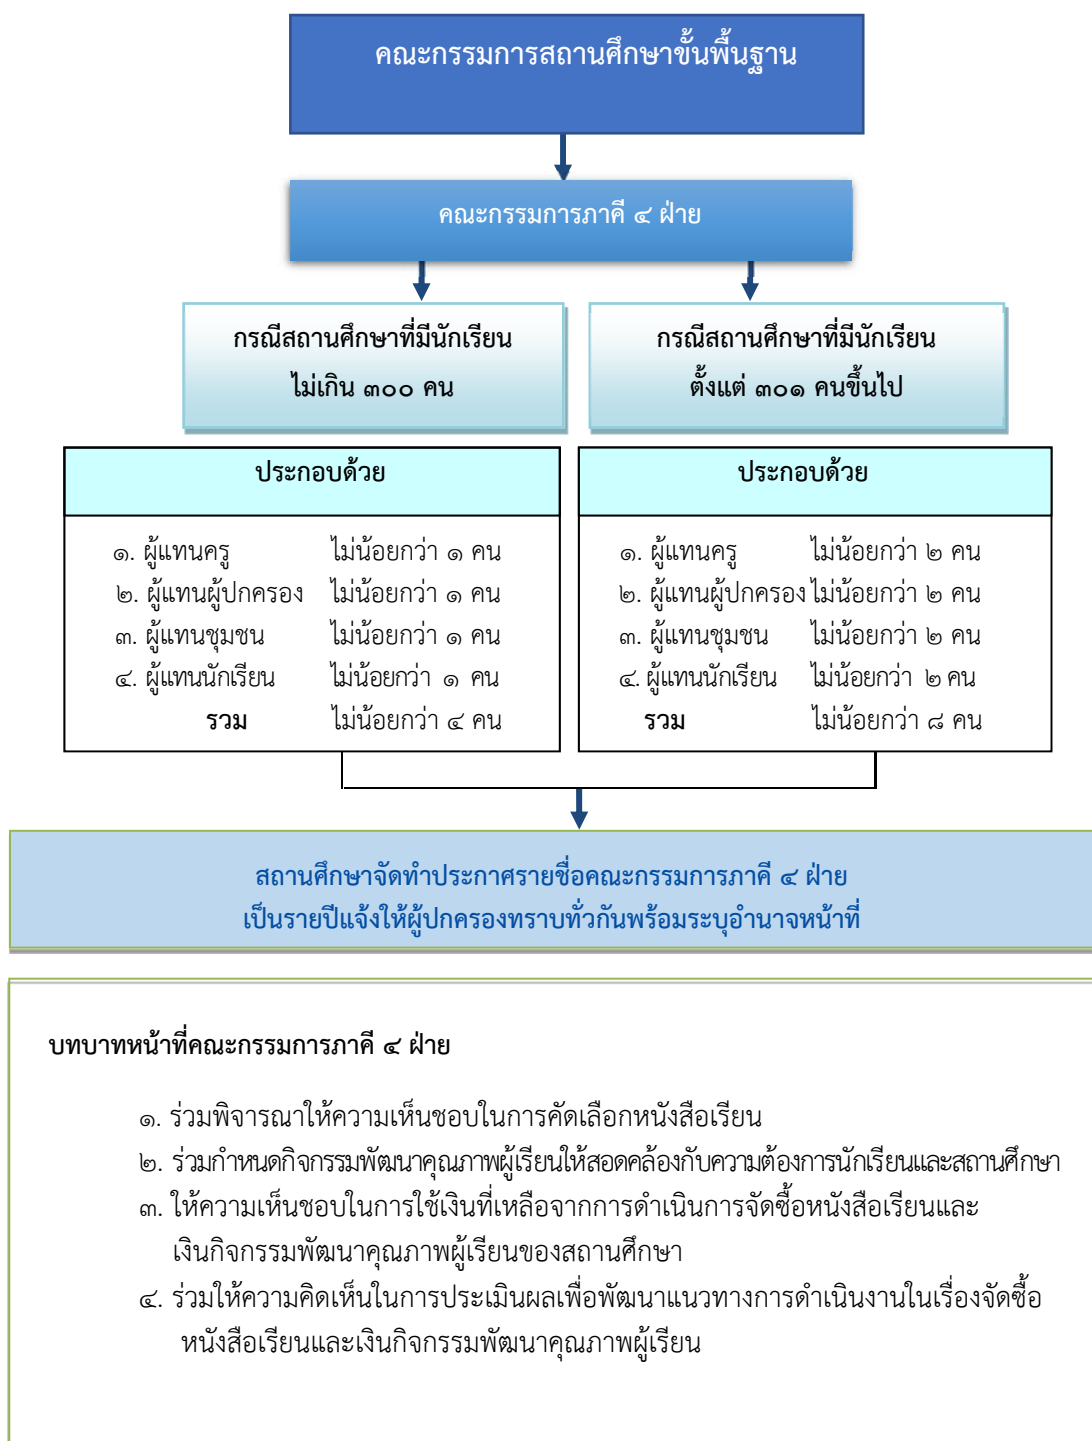 คณะกรรมการสถานศึกษาขั้นพื้นฐาน
คณะกรรมการภาคี ๔ ฝ่าย
กรณีสถานศึกษาที่มีนักเรียน
ไม่เกิน ๓๐๐ คน
กรณีสถานศึกษาที่มีนักเรียน
ตั้งแต่ ๓๐๑ คนขึ้นไป
ประกอบด้วย
๑. ผู้แทนครู ไม่น้อยกว่า ๑ คน
๒. ผู้แทนผู้ปกครอง ไม่น้อยกว่า ๑ คน
๓. ผู้แทนชุมชน ไม่น้อยกว่า ๑ คน
๔. ผู้แทนนักเรียน ไม่น้อยกว่า ๑ คน
รวม ไม่น้อยกว่า ๔ คน
ประกอบด้วย
๑. ผู้แทนครู ไม่น้อยกว่า ๒ คน
๒. ผู้แทนผู้ปกครอง ไม่น้อยกว่า ๒ คน
๓. ผู้แทนชุมชน ไม่น้อยกว่า ๒ คน
๔. ผู้แทนนักเรียน ไม่น้อยกว่า ๒ คน
รวม ไม่น้อยกว่า ๘ คน
สถานศึกษาจัดทำประกาศรายชื่อคณะกรรมการภาคี ๔ ฝ่าย
เป็นรายปีแจ้งให้ผู้ปกครองทราบทั่วกันพร้อมระบุอำนาจหน้าที่
บทบาทหน้าที่คณะกรรมการภาคี ๔ ฝ่าย
๑. ร่วมพิจารณาให้ความเห็นชอบในการคัดเลือกหนังสือเรียน
๒. ร่วมกำหนดกิจกรรมพัฒนาคุณภาพผู้เรียนให้สอดคล้องกับความต้องการนักเรียนและสถานศึกษา
๓. ให้ความเห็นชอบในการใช้เงินที่เหลือจากการดำเนินการจัดซื้อหนังสือเรียนและ
เงินกิจกรรมพัฒนาคุณภาพผู้เรียนของสถานศึกษา
๔. ร่วมให้ความคิดเห็นในการประเมินผลเพื่อพัฒนาแนวทางการดำเนินงานในเรื่องจัดซื้อ
หนังสือเรียนและเงินกิจกรรมพัฒนาคุณภาพผู้เรียน